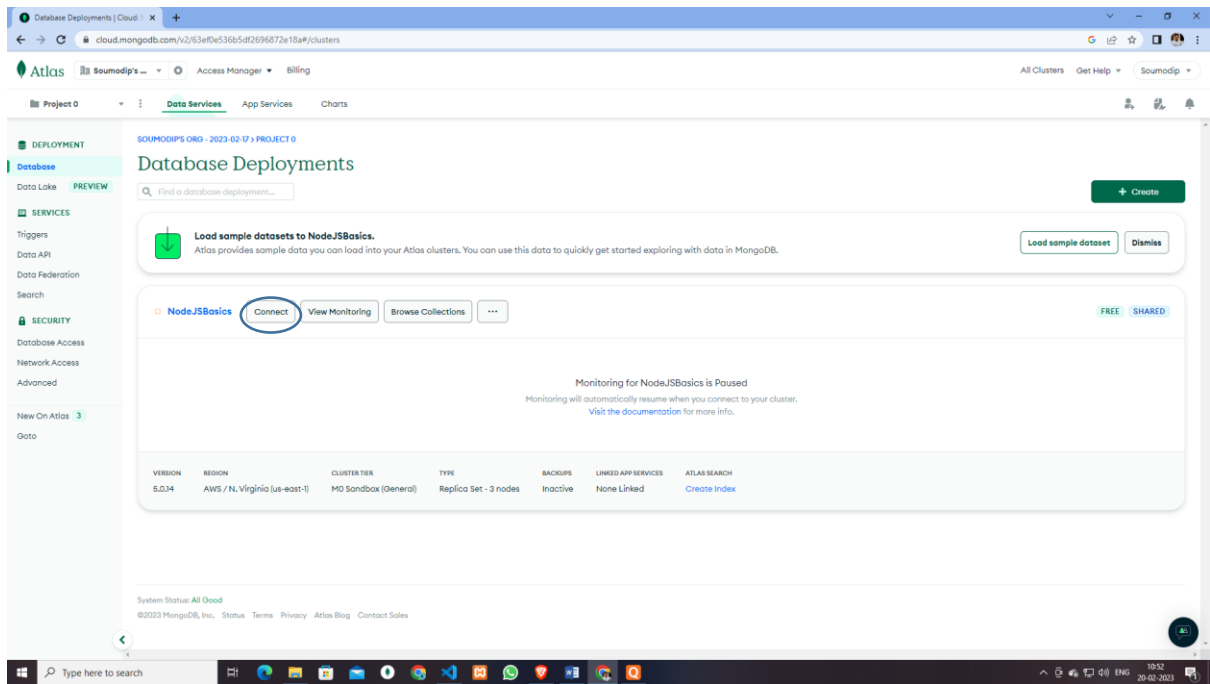 Database Deployments | Cloud: M
cloud.mongodb.com/v2/63ef0e536b5df2696872e18a#/clusters
Atlas Soumodip's ... Access Manager Billing All Clusters Get Help Soumodip
Project 0 Data Services App Services Charts
DEPLOYMENT
Database
Data Lake PREVIEW
SERVICES
Triggers
Data API
Data Federation
Search
SECURITY
Database Access
Network Access
Advanced
New On Atlas 3
Goto
SOUMODIP'S ORG - 2023-02-17 > PROJECT 0
Database Deployments
Find a database deployment...
+ Create
Load sample datasets to NodeJSBasics.
Atlas provides sample data you can load into your Atlas clusters. You can use this data to quickly get started exploring with data in MongoDB.
Load sample dataset Dismiss
NodeJSBasics Connect View Monitoring Browse Collections ... FREE SHARED
Monitoring for NodeJSBasics is Paused
Monitoring will automatically resume when you connect to your cluster.
Visit the documentation for more info.
VERSION REGION CLUSTER TIER TYPE BACKUPS LINKED APP SERVICES ATLAS SEARCH
5.0.14 AWS / N. Virginia (us-east-1) M0 Sandbox (General) Replica Set - 3 nodes Inactive None Linked Create Index
System Status: All Good
©2023 MongoDB, Inc. Status Terms Privacy Atlas Blog Contact Sales
Type here to search
ENG 10:52
20-02-2023